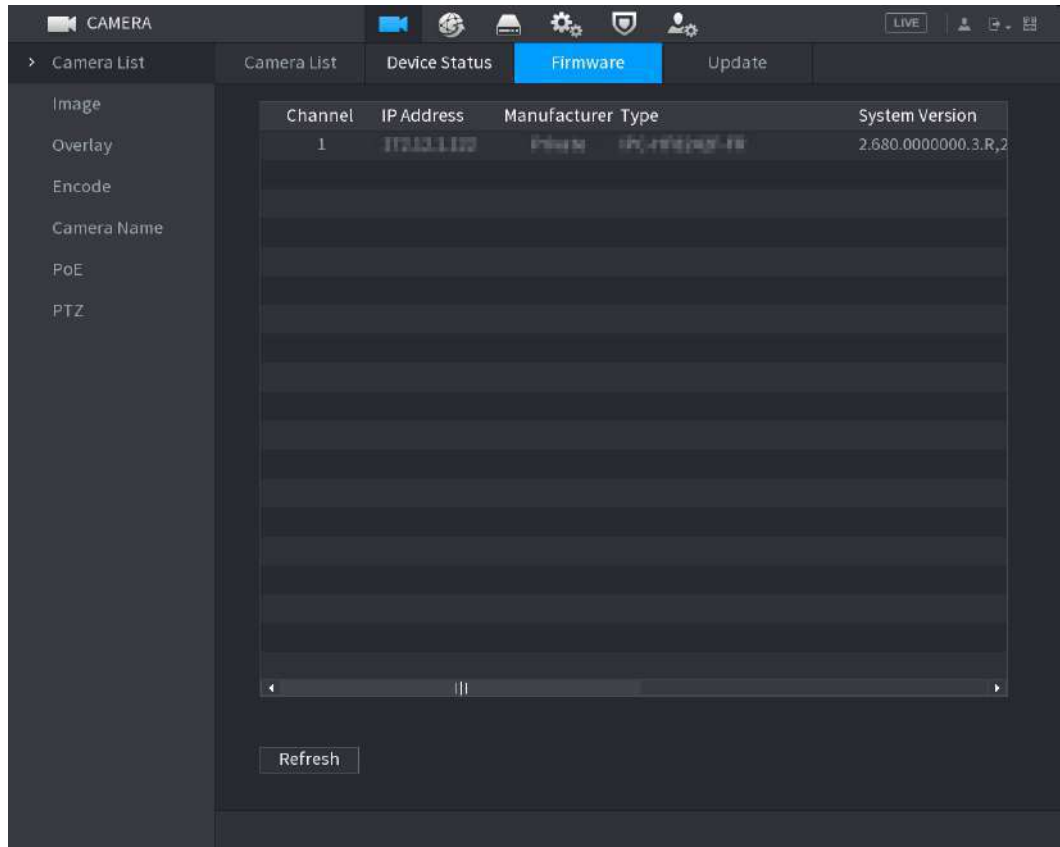 CAMERA
LIVE
Camera List
Camera List Device Status Firmware Update
Image
Overlay
Encode
Camera Name
PoE
PTZ
Channel IP Address Manufacturer Type System Version
1 2.680.0000000.3.R,2
Refresh